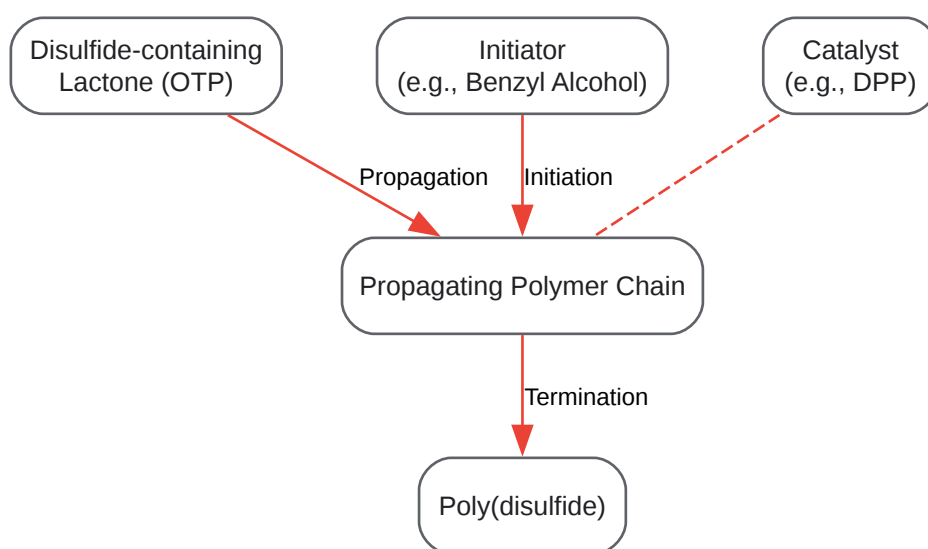 Disulfide-containing
Lactone (OTP)
Initiator
(e.g., Benzyl Alcohol)
Catalyst
(e.g., DPP)
Propagation
Initiation
Propagating Polymer Chain
Termination
Poly(disulfide)